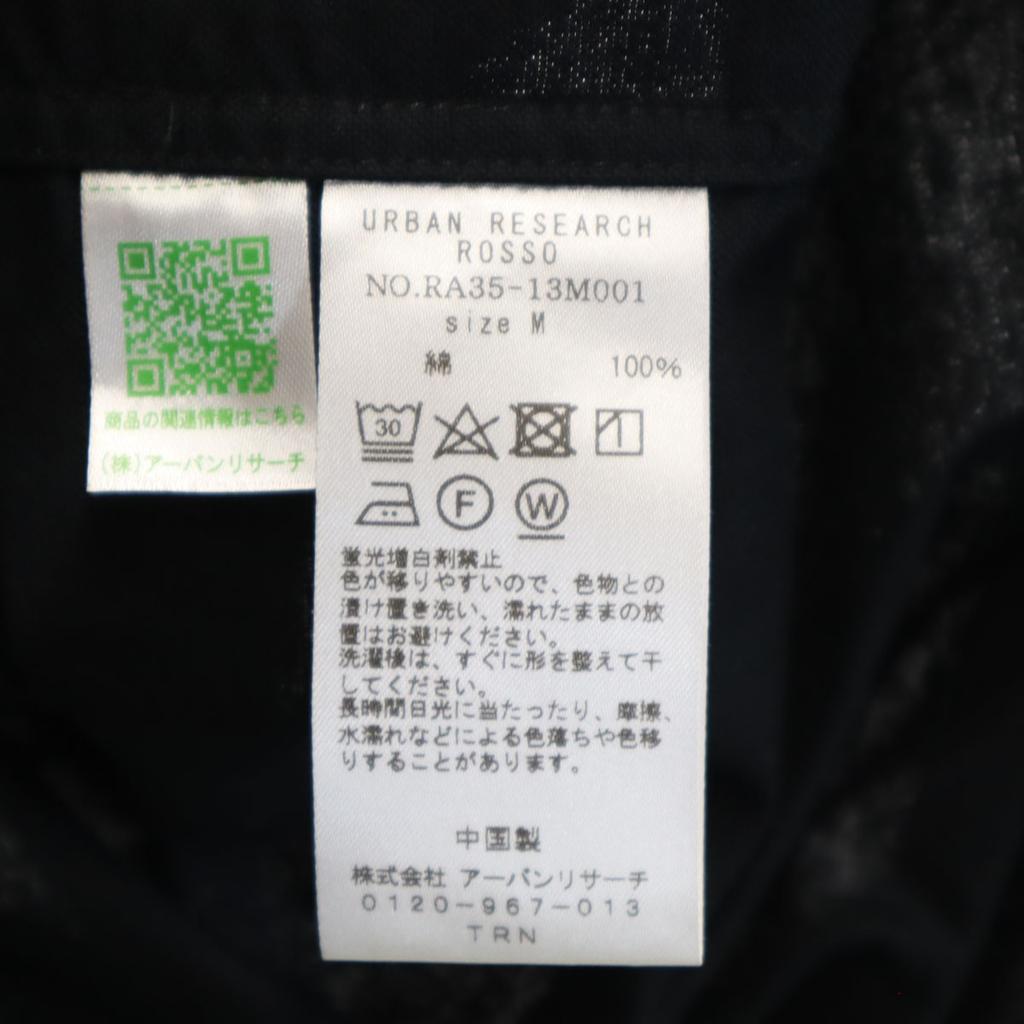 商品の関連情報はこちら
(株)アーバンリサーチ
URBAN RESEARCH
ROSSO
NO.RA35-13M001
size M
綿 100%
30
F W
蛍光増白剤禁止
色が移りやすいので、色物との
漬け置き洗い、濡れたままの放
置はお避けください。
洗濯後は、すぐに形を整えて干
してください。
長時間日光に当たったり、摩擦、
水濡れなどによる色落ちや色移
りすることがあります。
中国製
株式会社 アーバンリサーチ
0120-967-013
TRN